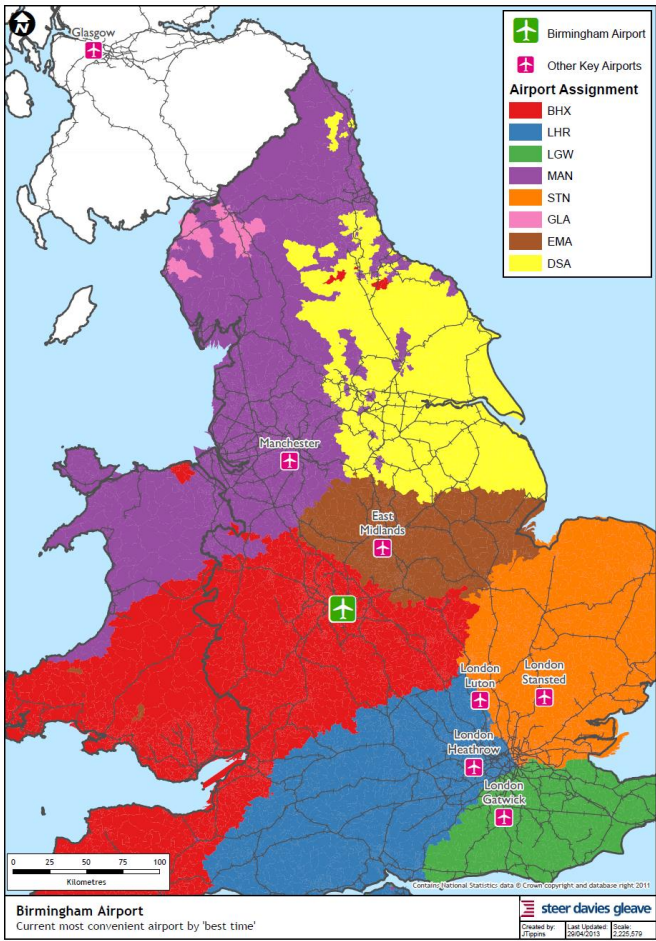 N
Glasgow
Birmingham Airport
Other Key Airports
Airport Assignment
BHX
LHR
LGW
MAN
STN
GLA
EMA
DSA
Manchester
East
Midlands
London
Luton
London
Stansted
London
Heathrow
London
Gatwick
0 25 50 75 100
Kilometres
Contains National Statistics data © Crown copyright and database right 2011
Birmingham Airport
Current most convenient airport by 'best time'
steer davies gleave
Created by:
JTippins
Last Updated:
29/04/2013
Scale:
2,225,579